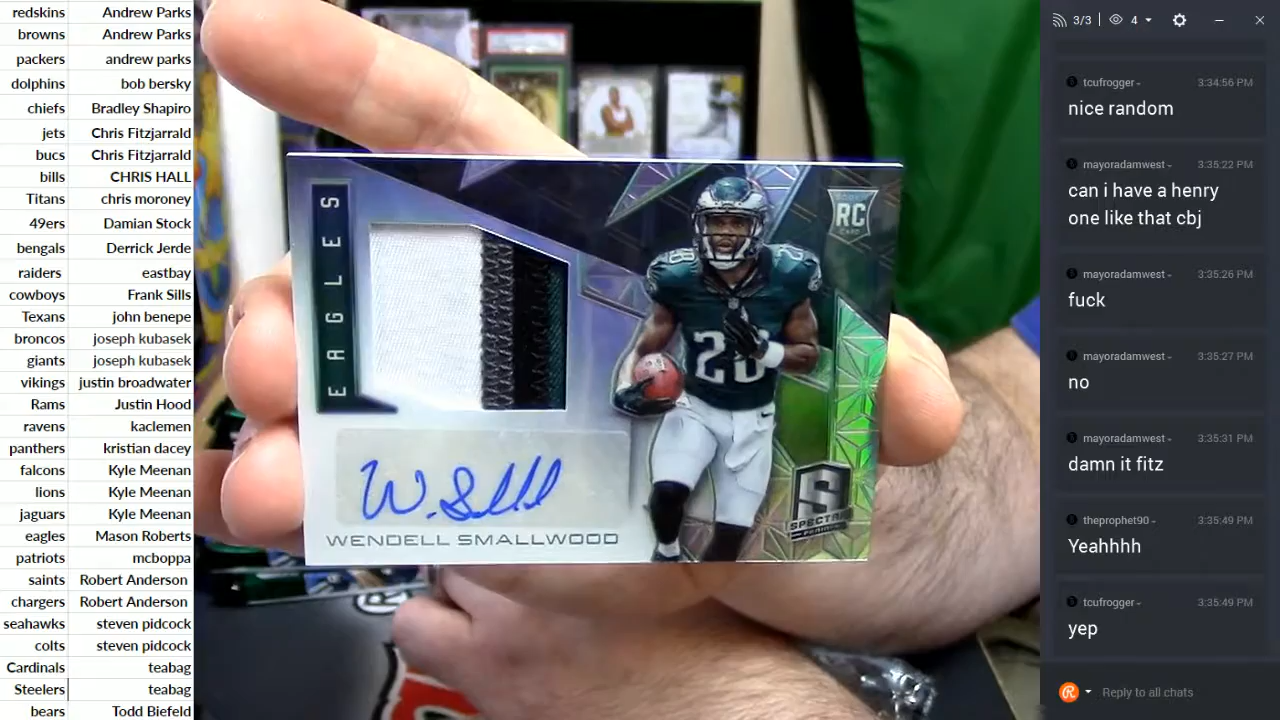 redskins Andrew Parks
browns Andrew Parks
packers andrew parks
dolphins bob bersky
chiefs Bradley Shapiro
jets Chris Fitzjarrald
bucs Chris Fitzjarrald
bills CHRIS HALL
Titans chris moroney
49ers Damian Stock
bengals Derrick Jerde
raiders eastbay
cowboys Frank Sills
Texans john benepe
broncos joseph kubasek
giants joseph kubasek
vikings justin broadwater
Rams Justin Hood
ravens kaclemen
panthers kristian dacey
falcons Kyle Meenan
lions Kyle Meenan
jaguars Kyle Meenan
eagles Mason Roberts
patriots mcboppa
saints Robert Anderson
chargers Robert Anderson
seahawks steven pidcock
colts steven pidcock
Cardinals teabag
Steelers teabag
bears Todd Biefeld
EAGLES
RC
CARD
28
28
28
W. Smlld
WENDELL SMALLWOOD
S
SPECTRA
PANINI
3/3 4
tcufrogger 3:34:56 PM
nice random
mayoradamwest 3:35:22 PM
can i have a henry
one like that cbj
mayoradamwest 3:35:26 PM
fuck
mayoradamwest 3:35:27 PM
no
mayoradamwest 3:35:31 PM
damn it fitz
theprophet90 3:35:49 PM
Yeahhhh
tcufrogger 3:35:49 PM
yep
Reply to all chats